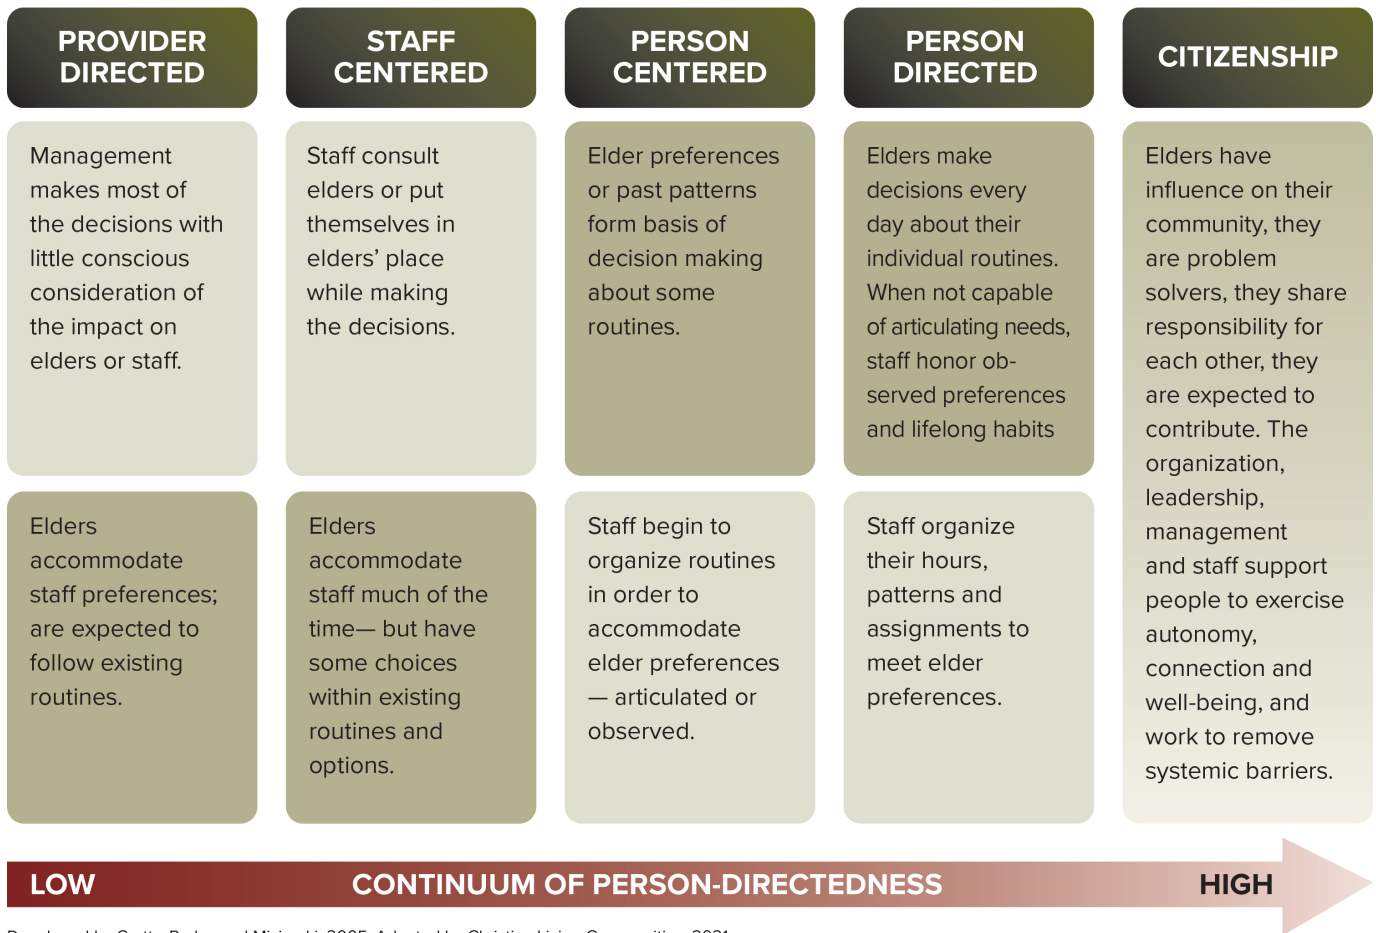 PROVIDER
DIRECTED
Management
makes most of
the decisions with
little conscious
consideration of
the impact on
elders or staff.
Elders
accommodate
staff preferences;
are expected to
follow existing
routines.
STAFF
CENTERED
Staff consult
elders or put
themselves in
elders’ place
while making
the decisions.
Elders
accommodate
staff much of the
time— but have
some choices
within existing
routines and
options.
PERSON
CENTERED
Elder preferences
or past patterns
form basis of
decision making
about some
routines.
Staff begin to
organize routines
in order to
accommodate
elder preferences
— articulated or
observed.
PERSON
DIRECTED
Elders make
decisions every
day about their
individual routines.
When not capable
of articulating needs,
staff honor ob-
served preferences
and lifelong habits
Staff organize
their hours,
patterns and
assignments to
meet elder
preferences.
CITIZENSHIP
Elders have
influence on their
community, they
are problem
solvers, they share
responsibility for
each other, they
are expected to
contribute. The
organization,
leadership,
management
and staff support
people to exercise
autonomy,
connection and
well-being, and
work to remove
systemic barriers.
LOW CONTINUUM OF PERSON-DIRECTEDNESS HIGH